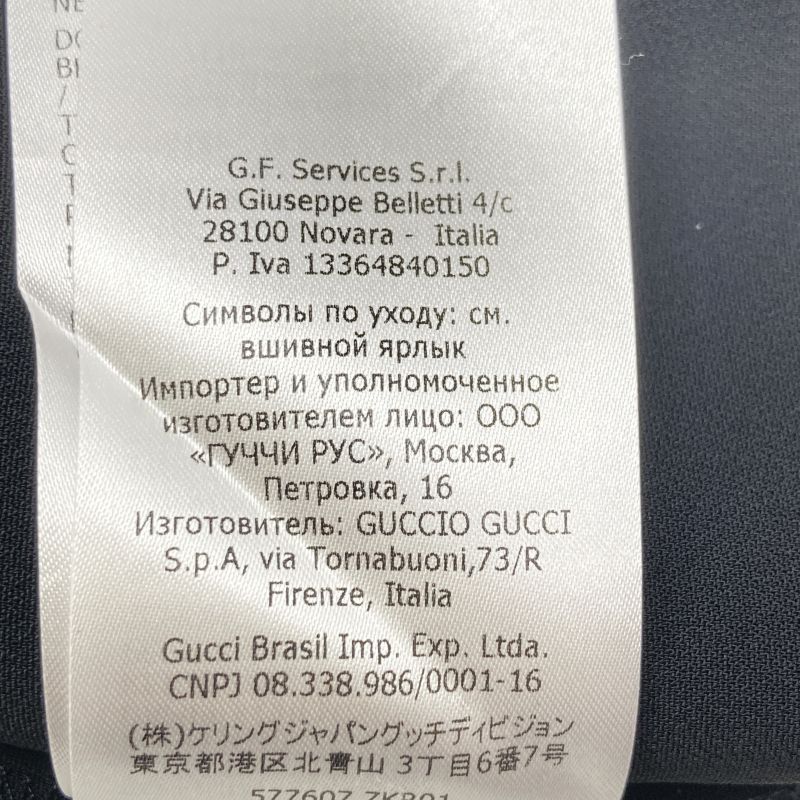 NE
BI
/
T
G.F. Services S.r.l.
Via Giuseppe Belletti 4/c
28100 Novara - Italia
P. Iva 13364840150
Символы по уходу: см.
вшивной ярлык
Импортер и уполномоченное
изготовителем лицо: ООО
«ГУЧЧИ РУС», Москва,
Петровка, 16
Изготовитель: GUCCIO GUCCI
S.p.A, via Tornabuoni,73/R
Firenze, Italia
Gucci Brasil Imp. Exp. Ltda.
CNPJ 08.338.986/0001-16
(株)ケリングジャパングッチディビジョン
東京都港区北青山 3丁目6番7号